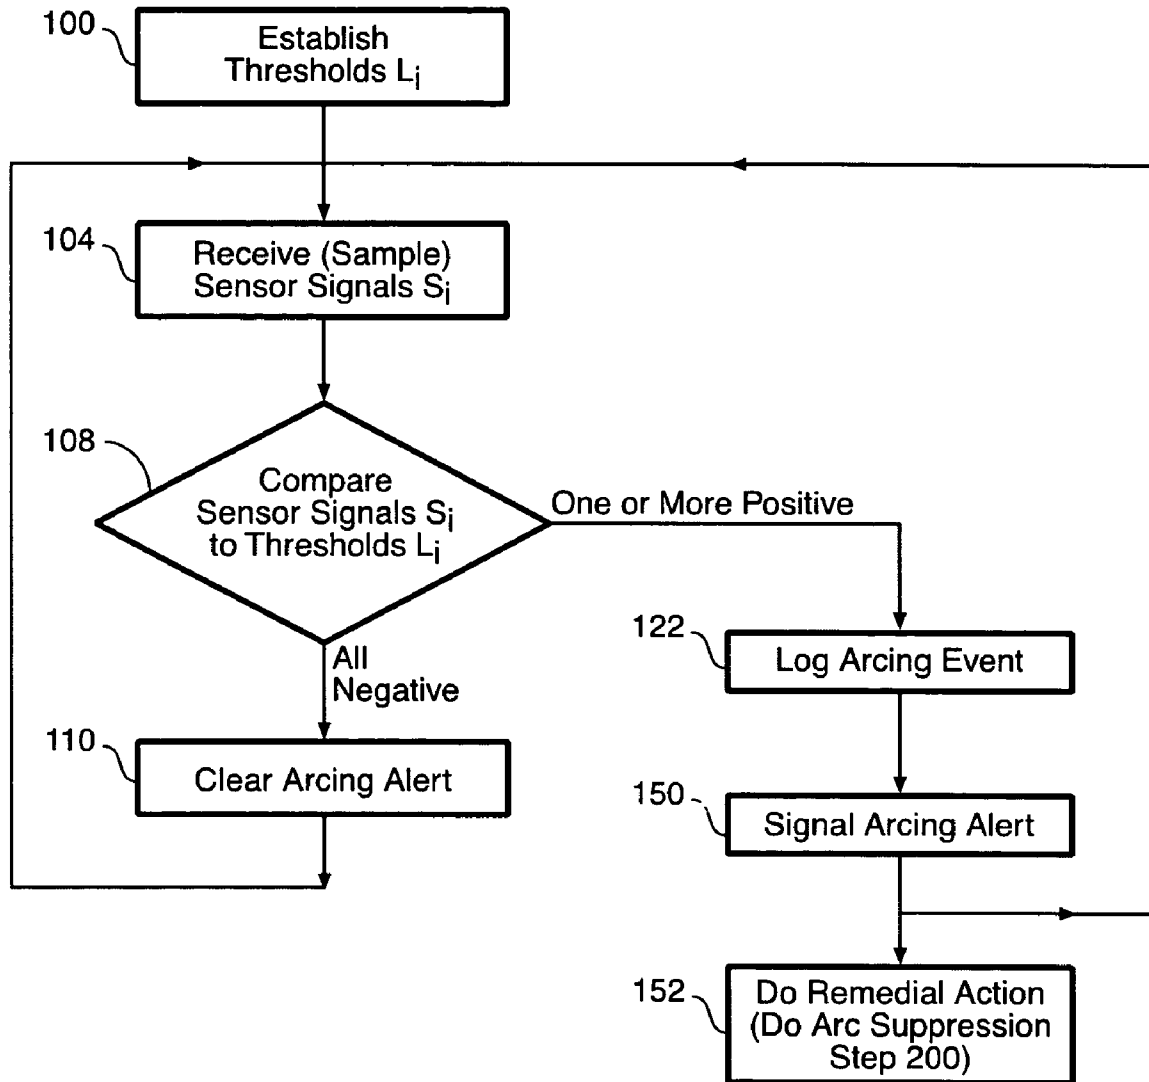 100
Establish
Thresholds Li
104
Receive (Sample)
Sensor Signals Si
108
Compare
Sensor Signals Si
to Thresholds Li
One or More Positive
All
Negative
110
Clear Arcing Alert
122
Log Arcing Event
150
Signal Arcing Alert
152
Do Remedial Action
(Do Arc Suppression
Step 200)